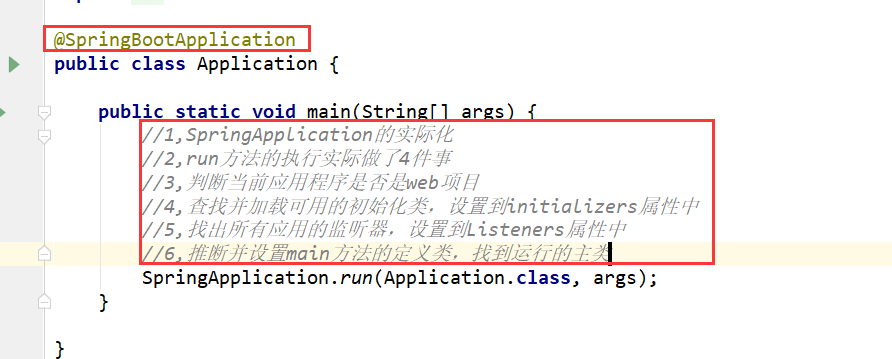 @SpringBootApplication
public class Application {
public static void main(String[] args) {
//1,SpringApplication的实际化
//2,run方法的执行实际做了4件事
//3,判断当前应用程序是否是web项目
//4,查找并加载可用的初始化类，设置到initializers属性中
//5,找出所有应用的监听器，设置到Listeners属性中
//6,推断并设置main方法的定义类，找到运行的主类
SpringApplication.run(Application.class, args);
}
}